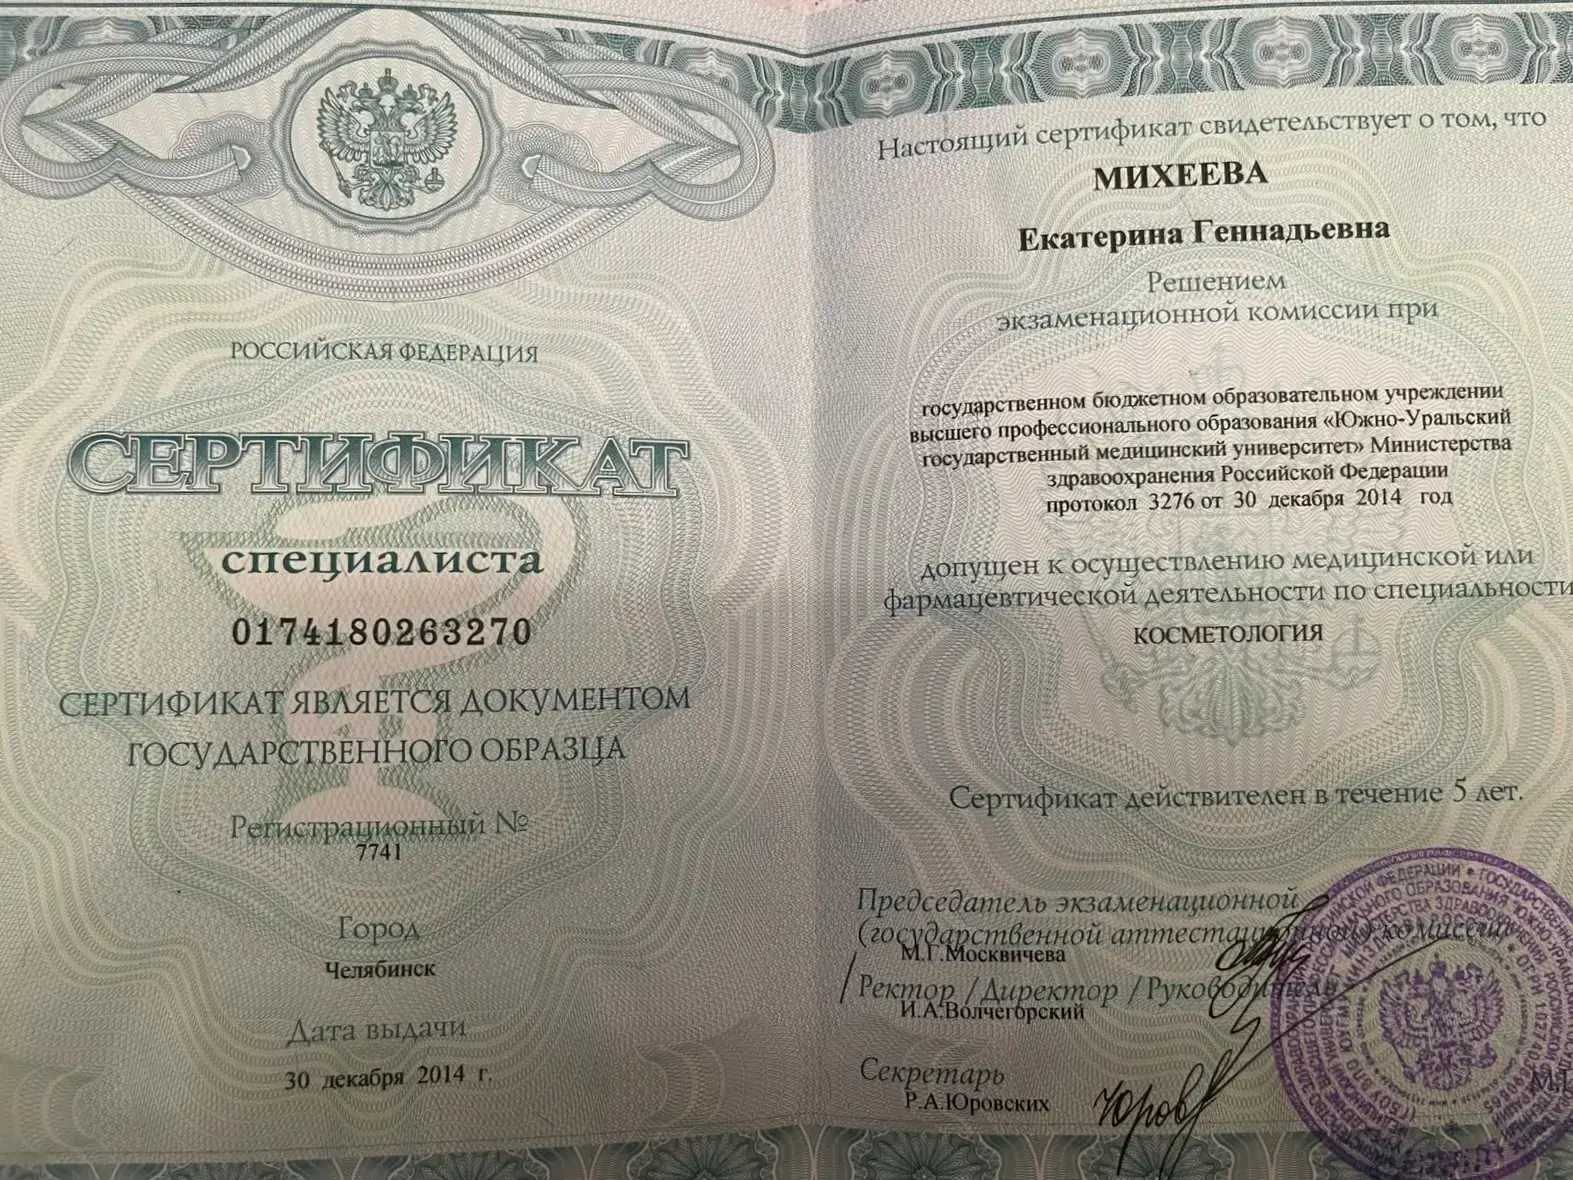 РОССИЙСКАЯ ФЕДЕРАЦИЯ
СЕРТИФИКАТ
специалиста
0174180263270
СЕРТИФИКАТ ЯВЛЯЕТСЯ ДОКУМЕНТОМ
ГОСУДАРСТВЕННОГО ОБРАЗЦА
Регистрационный №
7741
Город
Челябинск
Дата выдачи
30 декабря 2014 г.
Настоящий сертификат свидетельствует о том, что
МИХЕЕВА
Екатерина Геннадьевна
Решением
экзаменационной комиссии при
государственном бюджетном образовательном учреждении
высшего профессионального образования «Южно-Уральский
государственный медицинский университет» Министерства
здравоохранения Российской Федерации
протокол 3276 от 30 декабря 2014 год
допущен к осуществлению медицинской или
фармацевтической деятельности по специальности
КОСМЕТОЛОГИЯ
Сертификат действителен в течение 5 лет.
Председатель экзаменационной
(государственной аттестационной) комиссии
М.Г.Москвичева
Ректор / Директор / Руководитель
И.А.Волчегорский
Секретарь
Р.А.Юровских